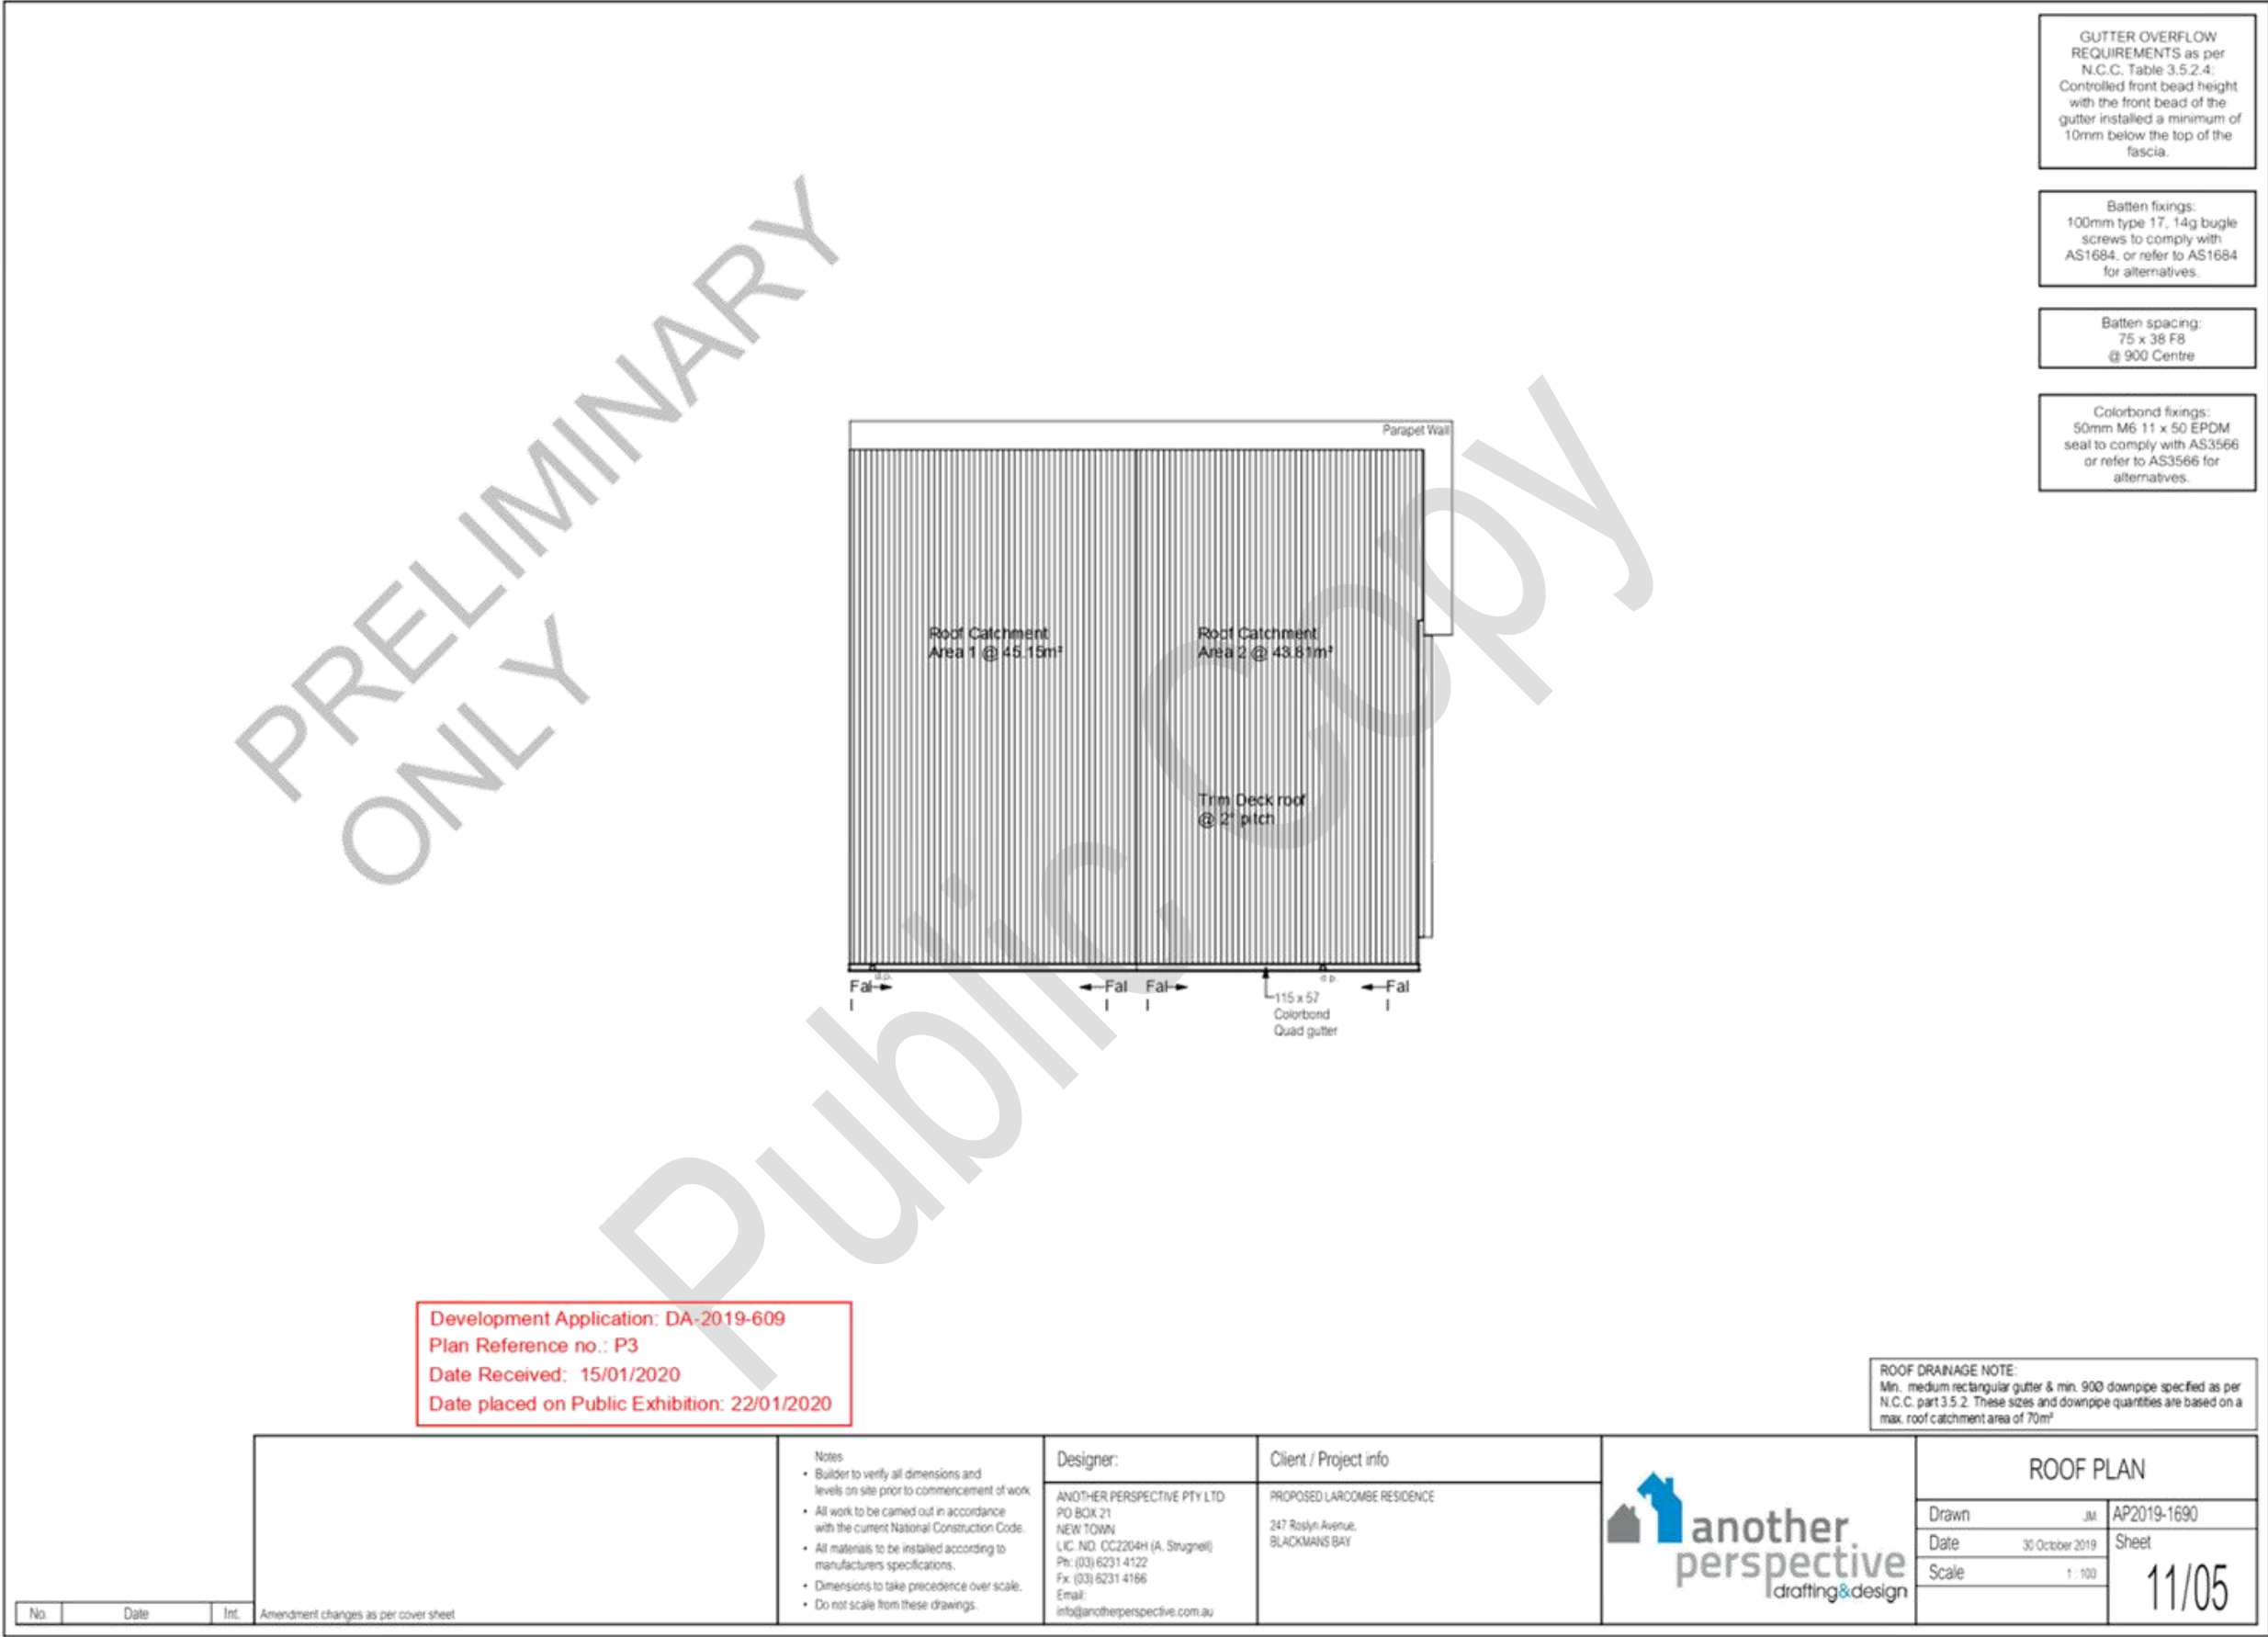 GUTTER OVERFLOW
REQUIREMENTS as per
N.C.C. Table 3.5.2.4:
Controlled front bead height
with the front bead of the
gutter installed a minimum of
10mm below the top of the
fascia.
Batten fixings:
100mm type 17, 14g bugle
screws to comply with
AS1684, or refer to AS1684
for alternatives.
Batten spacing:
75 x 38 F8
@ 900 Centre
Colorbond fixings:
50mm M6 11 x 50 EPDM
seal to comply with AS3566
or refer to AS3566 for
alternatives.
PRELIMINARY
ONLY
Public Copy
Parapet Wall
Roof Catchment
Area 1 @ 45.15m²
Roof Catchment
Area 2 @ 43.81m²
Trim Deck roof
@ 2° pitch
d.p.
d.p.
Fal
l
Fal
l
Fal
l
Fal
l
115 x 57
Colorbond
Quad gutter
Development Application: DA-2019-609
Plan Reference no.: P3
Date Received: 15/01/2020
Date placed on Public Exhibition: 22/01/2020
ROOF DRAINAGE NOTE:
Min. medium rectangular gutter & min. 90Ø downpipe specified as per
N.C.C. part 3.5.2. These sizes and downpipe quantities are based on a
max. roof catchment area of 70m²
No. Date Int. Amendment changes as per cover sheet
Notes
• Builder to verify all dimensions and
levels on site prior to commencement of work
• All work to be carried out in accordance
with the current National Construction Code.
• All materials to be installed according to
manufacturers specifications.
• Dimensions to take precedence over scale.
• Do not scale from these drawings.
Designer:
ANOTHER PERSPECTIVE PTY LTD
PO BOX 21
NEW TOWN
LIC. NO. CC2204H (A. Strugnell)
Ph: (03) 6231 4122
Fx: (03) 6231 4166
Email:
info@anotherperspective.com.au
Client / Project info
PROPOSED LARCOMBE RESIDENCE
247 Roslyn Avenue,
BLACKMANS BAY
another
perspective
drafting&design
ROOF PLAN
Drawn JM AP2019-1690
Date 30 October 2019 Sheet
Scale 1 : 100
11/05